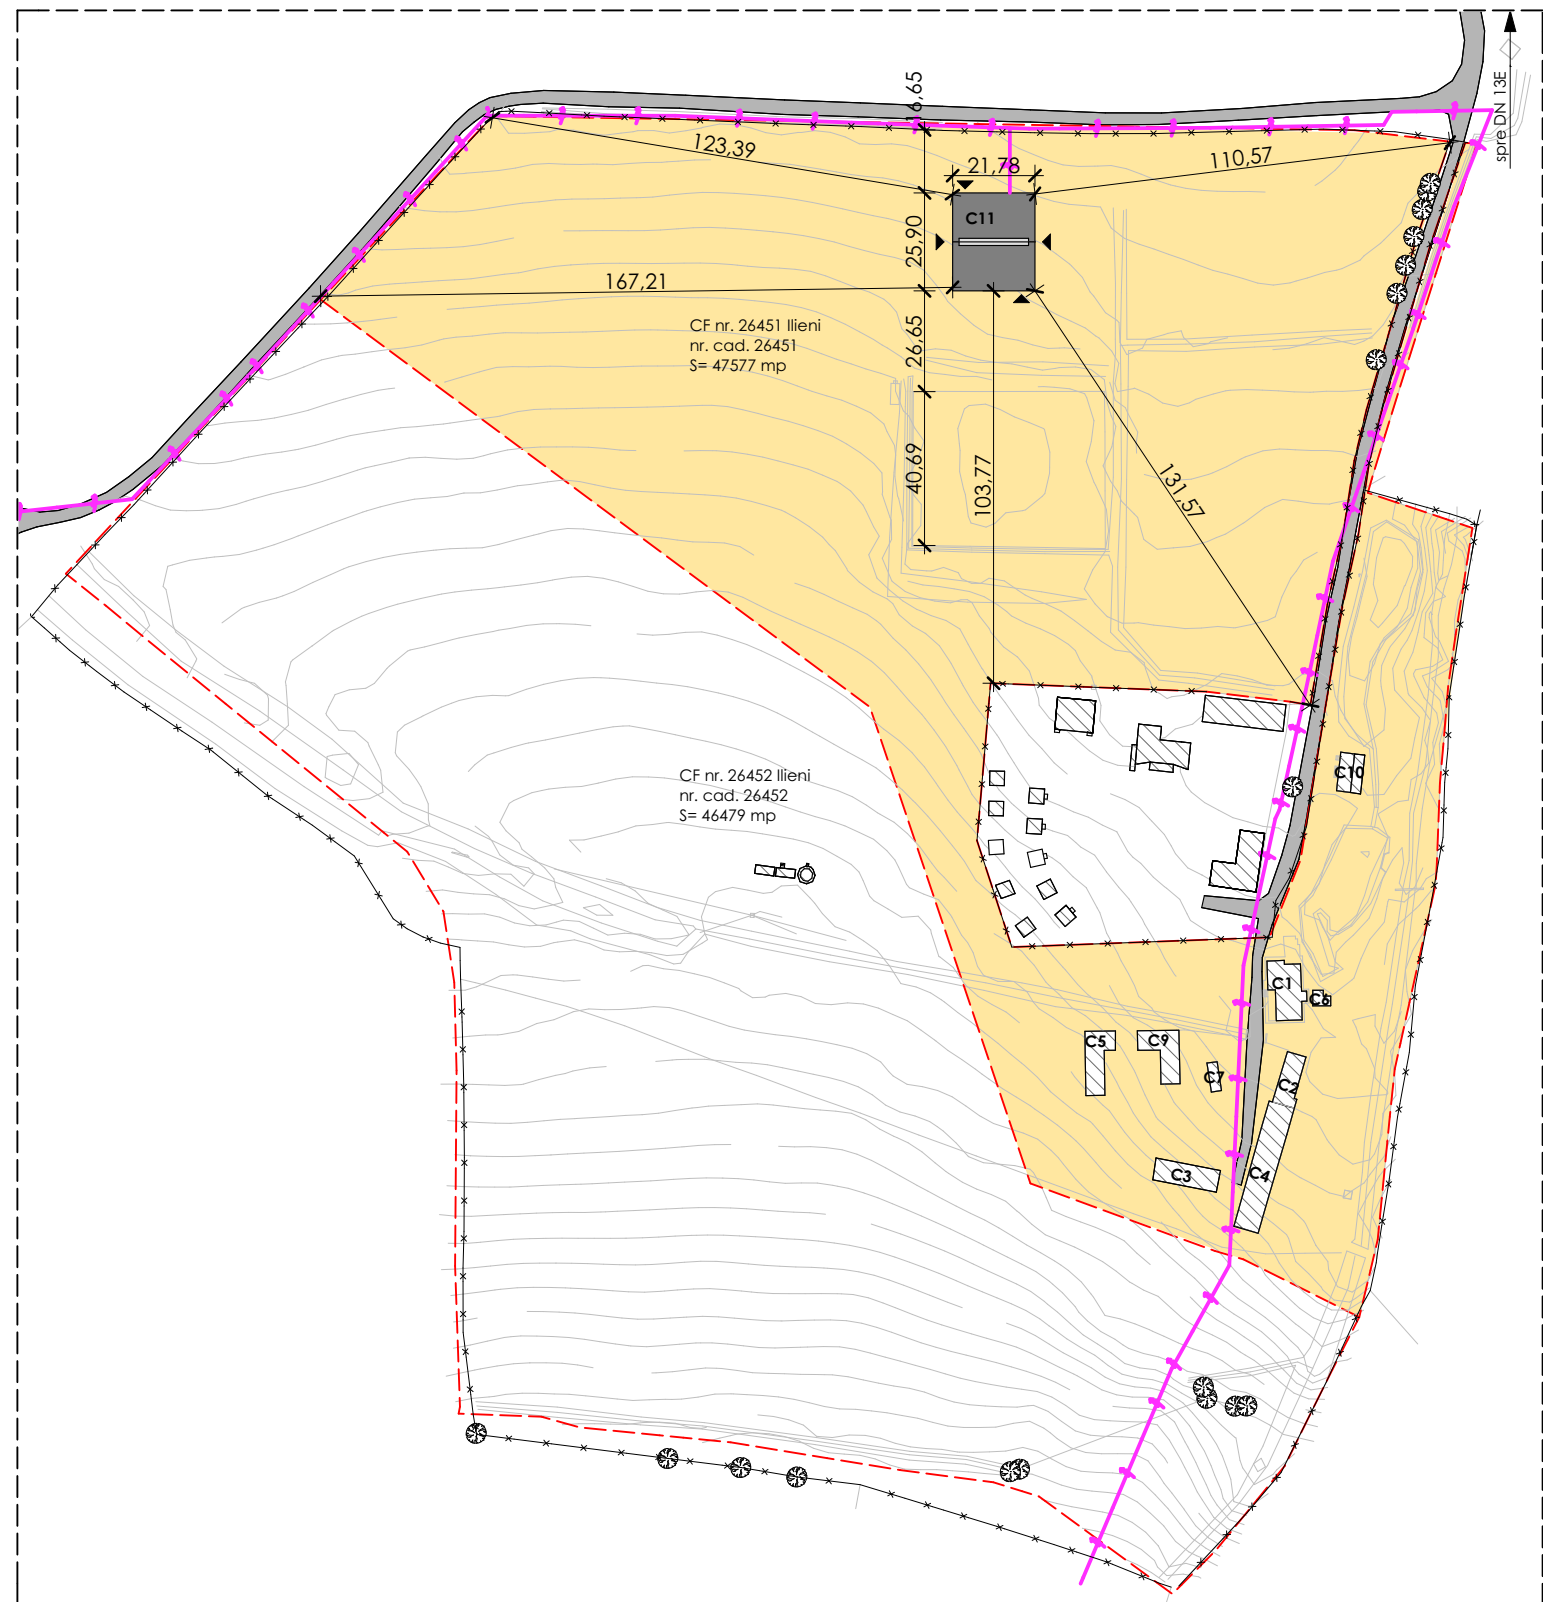 spre DN 13E
16,65
123,39
110,57
21,78
C11
25,90
167,21
CF nr. 26451 Ilieni
nr. cad. 26451
S= 47577 mp
26,65
40,69
103,77
131,57
CF nr. 26452 Ilieni
nr. cad. 26452
S= 46479 mp
C10
C1
C6
C5
C9
C7
C2
C3
C4